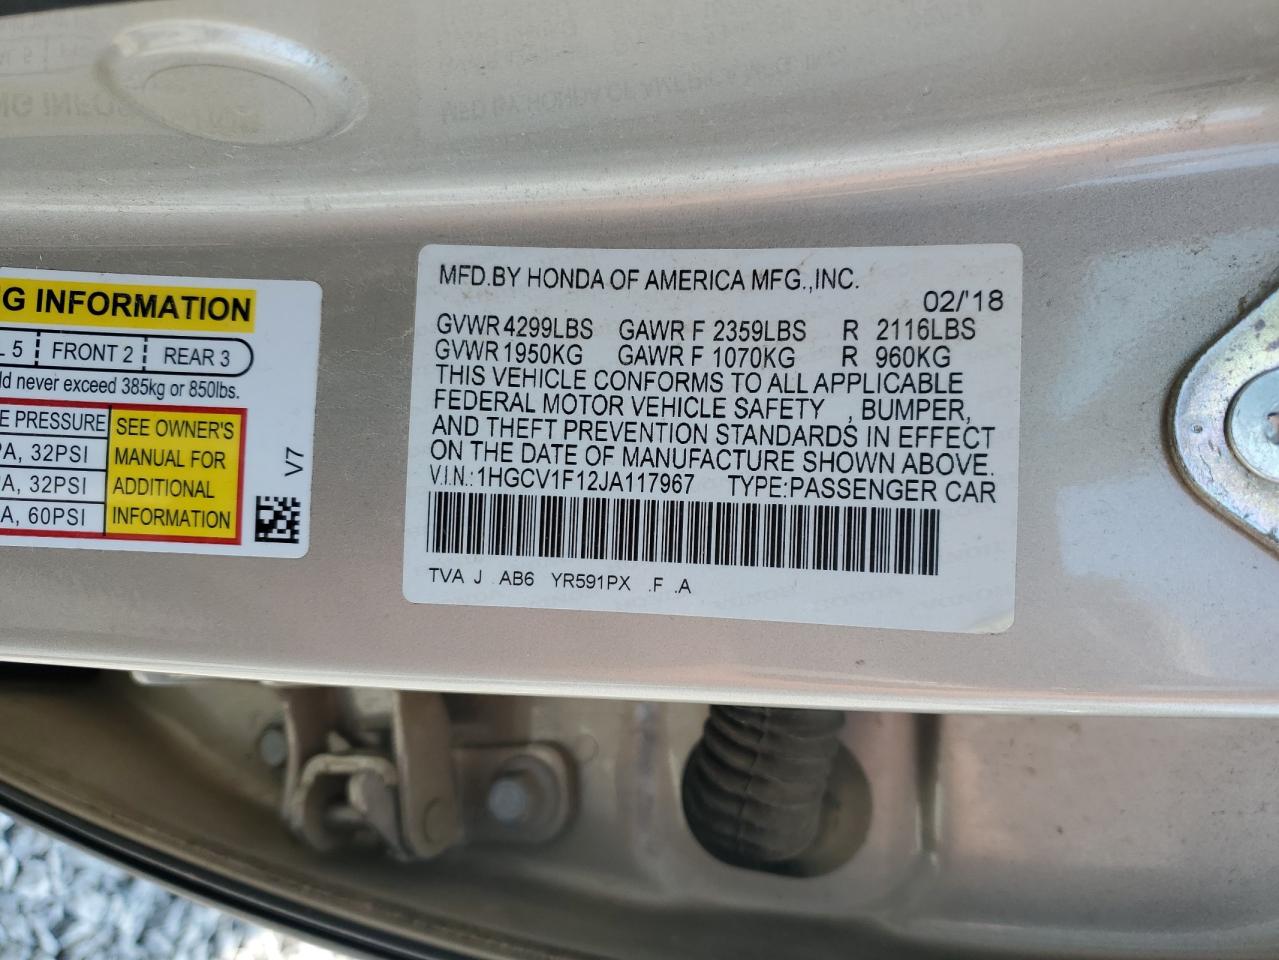 G INFORMATION
L 5 FRONT 2 REAR 3
ld never exceed 385kg or 850lbs.
E PRESSURE
PA, 32PSI
A, 32PSI
A, 60PSI
SEE OWNER'S
MANUAL FOR
ADDITIONAL
INFORMATION
V7
MFD.BY HONDA OF AMERICA MFG.,INC.
02/'18
GVWR 4299LBS GAWR F 2359LBS R 2116LBS
GVWR 1950KG GAWR F 1070KG R 960KG
THIS VEHICLE CONFORMS TO ALL APPLICABLE
FEDERAL MOTOR VEHICLE SAFETY , BUMPER,
AND THEFT PREVENTION STANDARDS IN EFFECT
ON THE DATE OF MANUFACTURE SHOWN ABOVE.
V.I.N.:1HGCV1F12JA117967 TYPE:PASSENGER CAR
TVA J AB6 YR591PX .F .A